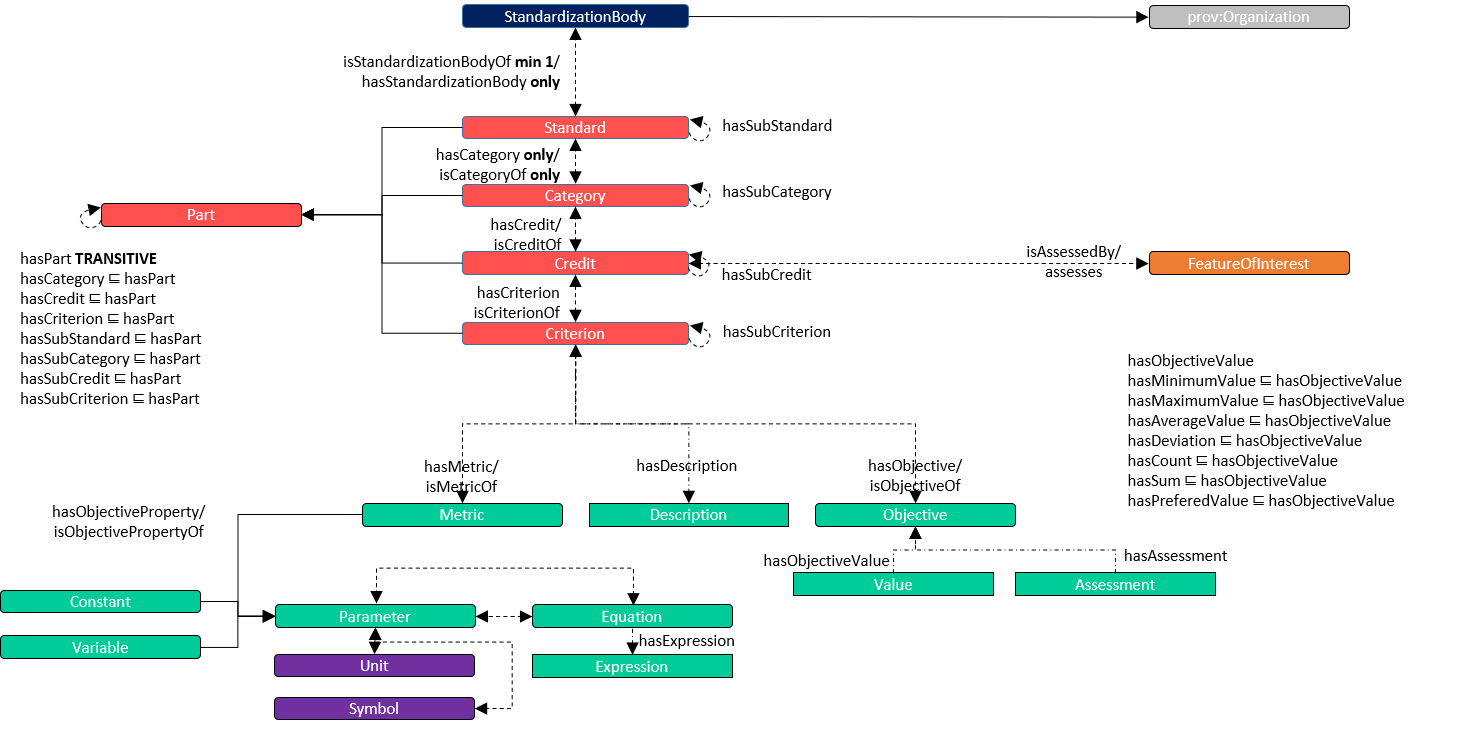 StandardizationBody
prov:Organization
isStandardizationBodyOf min 1/
hasStandardizationBody only
Standard
hasSubStandard
hasCategory only/
isCategoryOf only
Category
hasSubCategory
Part
hasCredit/
isCreditOf
Credit
hasSubCredit
isAssessedBy/
assesses
FeatureOfInterest
hasCriterion
isCriterionOf
Criterion
hasSubCriterion
hasPart TRANSITIVE
hasCategory ⊑ hasPart
hasCredit ⊑ hasPart
hasCriterion ⊑ hasPart
hasSubStandard ⊑ hasPart
hasSubCategory ⊑ hasPart
hasSubCredit ⊑ hasPart
hasSubCriterion ⊑ hasPart
hasObjectiveValue
hasMinimumValue ⊑ hasObjectiveValue
hasMaximumValue ⊑ hasObjectiveValue
hasAverageValue ⊑ hasObjectiveValue
hasDeviation ⊑ hasObjectiveValue
hasCount ⊑ hasObjectiveValue
hasSum ⊑ hasObjectiveValue
hasPreferedValue ⊑ hasObjectiveValue
hasMetric/
isMetricOf
hasDescription
hasObjective/
isObjectiveOf
Metric
Description
Objective
hasObjectiveProperty/
isObjectivePropertyOf
hasObjectiveValue
hasAssessment
Value
Assessment
Constant
Variable
Parameter
Equation
hasExpression
Unit
Expression
Symbol